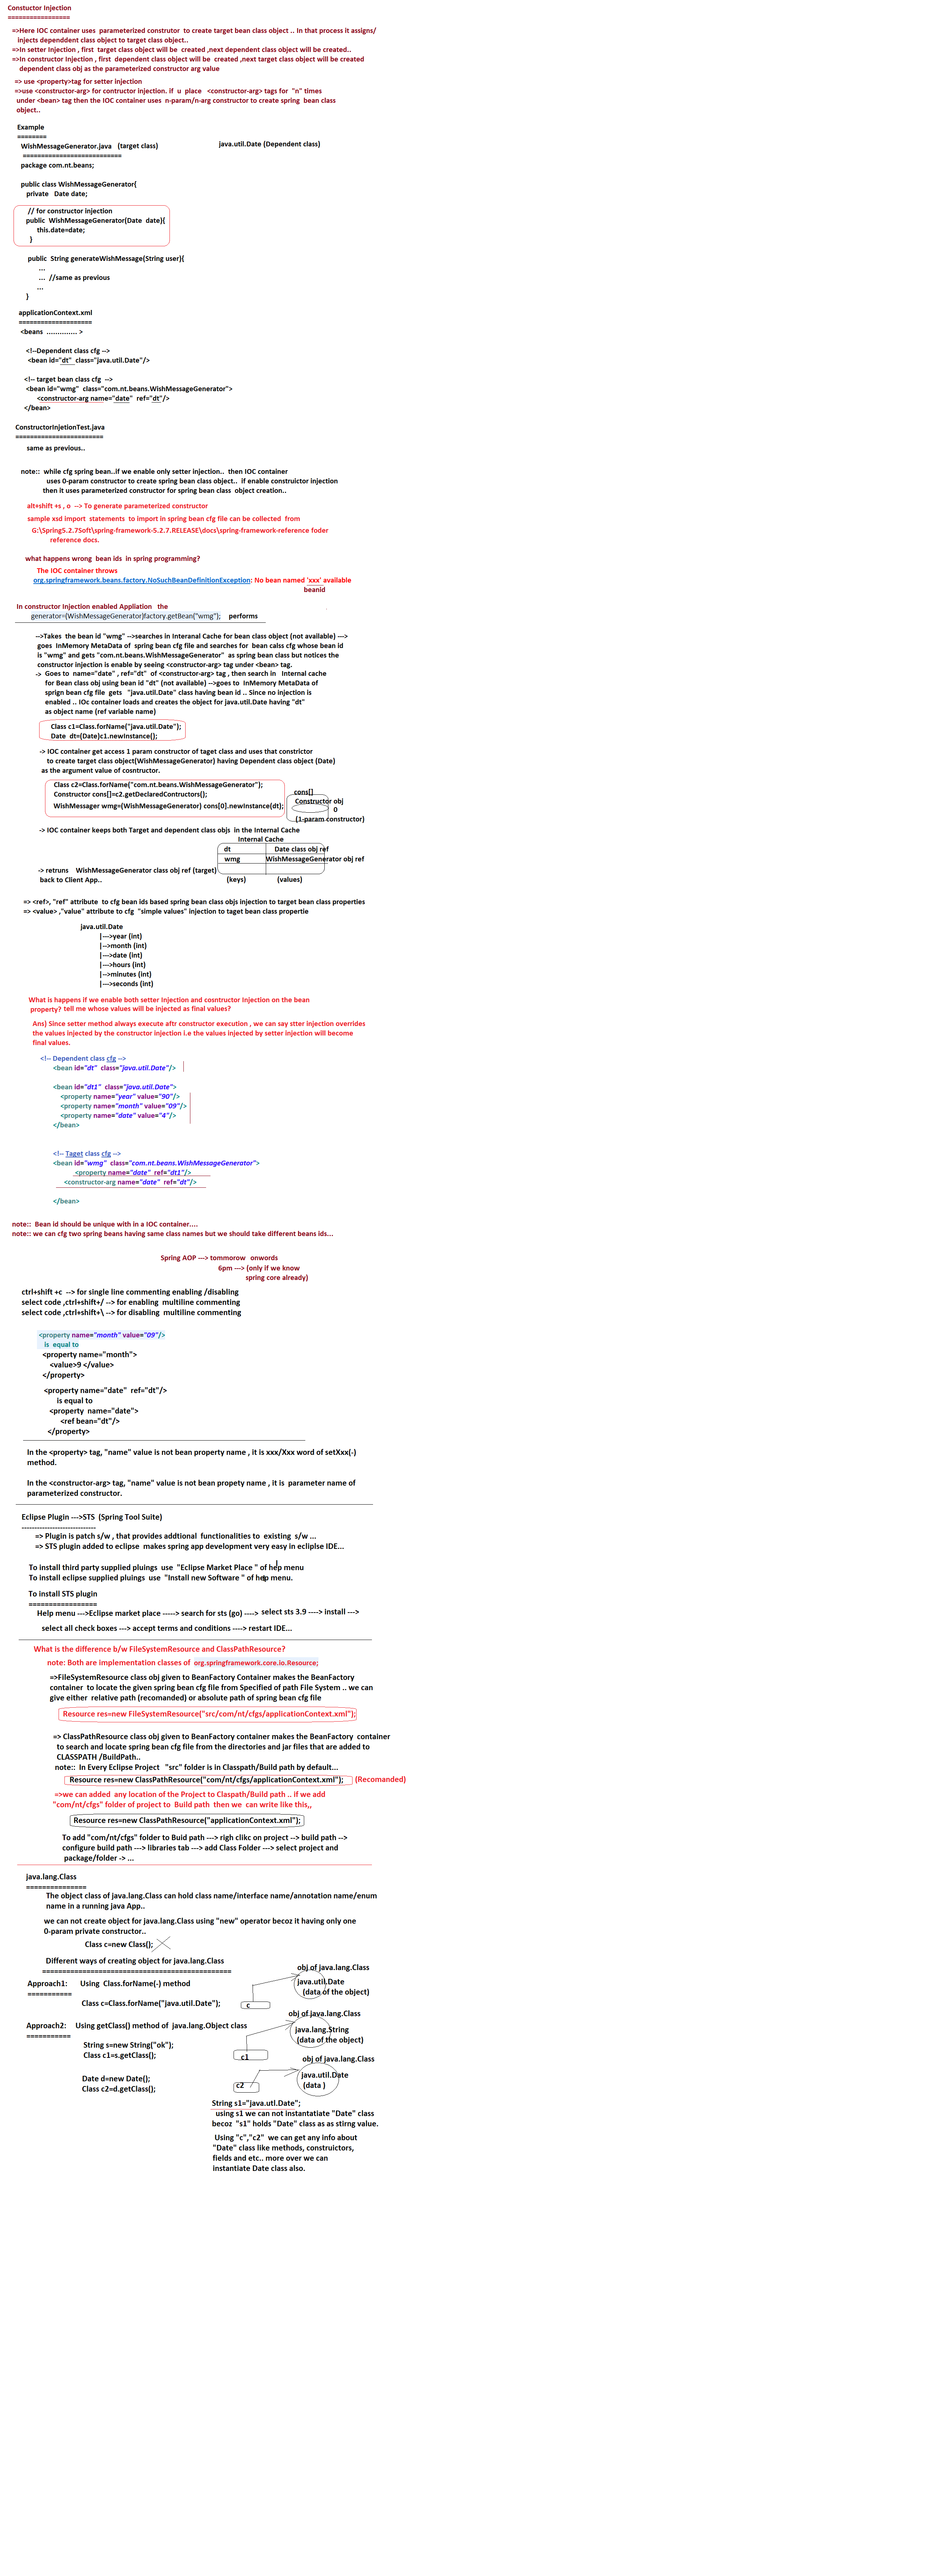 Constuctor Injection
=================
=>Here IOC container uses  parameterized construtor  to create target bean class object .. In that process it assigns/
injects dependdent class object to target class object..
=>In setter Injection , first  target class object will be  created ,next dependent class object will be created..
=>In constructor Injection , first  dependent class object will be  created ,next target class object will be created
dependent class obj as the parameterized constructor arg value
=> use <property>tag for setter injection
=>use <constructor-arg> for contructor injection. if  u  place   <constructor-arg> tags for  "n" times
under <bean> tag then the IOC container uses  n-param/n-arg constructor to create spring  bean class
object..
Example
========
WishMessageGenerator.java   (target class)
java.util.Date (Dependent class)
===========================
package com.nt.beans;
public class WishMessageGenerator{
private   Date date;
// for constructor injection
public  WishMessageGenerator(Date  date){
this.date=date;
}
public  String generateWishMessage(String user){
...
...  //same as previous
...
}
applicationContext.xml
====================
<beans  .............. >
<!--Dependent class cfg -->
<bean id="dt"  class="java.util.Date"/>
<!-- target bean class cfg  -->
<bean id="wmg"  class="com.nt.beans.WishMessageGenerator">
<constructor-arg name="date"  ref="dt"/>
</bean>
ConstructorInjetionTest.java
========================
same as previous..
note::  while cfg spring bean..if we enable only setter injection..  then IOC container
uses 0-param constructor to create spring bean class object..  if enable construictor injection
then it uses parameterized constructor for spring bean class  object creation..
alt+shift +s , o  --> To generate parameterized constructor
sample xsd import  statements  to import in spring bean cfg file can be collected  from
G:\Spring5.2.7Soft\spring-framework-5.2.7.RELEASE\docs\spring-framework-reference foder
reference docs.
what happens wrong  bean ids  in spring programming?
The IOC container throws
org.springframework.beans.factory.NoSuchBeanDefinitionException: No bean named 'xxx' available
beanid
In constructor Injection enabled Appliation   the
generator=(WishMessageGenerator)factory.getBean("wmg");    performs
-->Takes  the bean id "wmg" -->searches in Interanal Cache for bean class object (not available) --->
goes  InMemory MetaData of  spring bean cfg file and searches for  bean calss cfg whose bean id
is "wmg" and gets "com.nt.beans.WishMessageGenerator"  as spring bean class but notices the
constructor injection is enable by seeing <constructor-arg> tag under <bean> tag.
->  Goes to  name="date" , ref="dt"  of <constructor-arg> tag , then search in   Internal cache
for Bean class obj using bean id "dt" (not available) -->goes to  InMemory MetaData of
sprign bean cfg file  gets   "java.util.Date" class having bean id .. Since no injection is
enabled .. IOc container loads and creates the object for java.util.Date having "dt"
as object name (ref variable name)
Class c1=Class.forName("java.util.Date");
Date  dt=(Date)c1.newInstance();
-> IOC container get access 1 param constructor of taget class and uses that constrictor
to create target class object(WishMessageGenerator) having Dependent class object (Date)
as the argument value of cosntructor.
Class c2=Class.forName("com.nt.beans.WishMessageGenerator");
Constructor cons[]=c2.getDeclaredContructors();
WishMessager wmg=(WishMessageGenerator) cons[0].newInstance(dt);
cons[]
Constructor obj
0
(1-param constructor)
-> IOC container keeps both Target and dependent class objs  in the Internal Cache
Internal Cache
dt   Date class obj ref
wmg   WishMessageGenerator obj ref
-> retruns    WishMessageGenerator class obj ref (target)
back to Client App..
(keys)   (values)
=> <ref>, "ref" attribute  to cfg bean ids based spring bean class objs injection to target bean class properties
=> <value> ,"value" attribute to cfg  "simple values" injection to taget bean class propertie
java.util.Date
|--->year (int)
|-->month (int)
|--->date (int)
|--->hours (int)
|-->minutes (int)
|--->seconds (int)
What is happens if we enable both setter Injection and cosntructor Injection on the bean
property? tell me whose values will be injected as final values?
Ans) Since setter method always execute aftr constructor execution , we can say stter injection overrides
the values injected by the constructor injection i.e the values injected by setter injection will become
final values.
<!-- Dependent class cfg -->
<bean id="dt"  class="java.util.Date"/>
<bean id="dt1"  class="java.util.Date">
<property name="year" value="90"/>
<property name="month" value="09"/>
<property name="date" value="4"/>
</bean>
<!-- Taget class cfg -->
<bean id="wmg"  class="com.nt.beans.WishMessageGenerator">
<property name="date"  ref="dt1"/>
<constructor-arg name="date"  ref="dt"/>
</bean>
note::  Bean id should be unique with in a IOC container....
note:: we can cfg two spring beans having same class names but we should take different beans ids...
Spring AOP ---> tommorow   onwords
6pm ---> (only if we know
spring core already)
ctrl+shift +c  --> for single line commenting enabling /disabling
select code ,ctrl+shift+/ --> for enabling  multiline commenting
select code ,ctrl+shift+\ --> for disabling  multiline commenting
<property name="month" value="09"/>
is  equal to
<property name="month">
<value>9 </value>
</property>
<property name="date"  ref="dt"/>
is equal to
<property  name="date">
<ref bean="dt"/>
</property>
In the <property> tag, "name" value is not bean property name , it is xxx/Xxx word of setXxx(-)
method.
In the <constructor-arg> tag, "name" value is not bean propety name , it is  parameter name of
parameterized constructor.
Eclipse Plugin --->STS  (Spring Tool Suite)
-----------------------------
=> Plugin is patch s/w , that provides addtional  functionalities to  existing  s/w ...
=> STS plugin added to eclipse  makes spring app development very easy in ecliplse IDE...
To install third party supplied pluings  use  "Eclipse Market Place " of help menu
To install eclipse supplied pluings  use  "Install new Software " of help menu.
To install STS plugin
=================
Help menu --->Eclipse market place -----> search for sts (go) ----> select sts 3.9 ----> install --->
select all check boxes ---> accept terms and conditions ----> restart IDE...
What is the difference b/w FileSystemResource and ClassPathResource?
note: Both are implementation classes of  org.springframework.core.io.Resource;
=>FileSystemResource class obj given to BeanFactory Container makes the BeanFactory
container  to locate the given spring bean cfg file from Specified of path File System .. we can
give either  relative path (recomanded) or absolute path of spring bean cfg file
Resource res=new FileSystemResource("src/com/nt/cfgs/applicationContext.xml");
=> ClassPathResource class obj given to BeanFactory container makes the BeanFactory  container
to search and locate spring bean cfg file from the directories and jar files that are added to
CLASSPATH /BuildPath..
note::  In Every Eclipse Project   "src" folder is in Classpath/Build path by default...
Resource res=new ClassPathResource("com/nt/cfgs/applicationContext.xml");   (Recomanded)
=>we can added  any location of the Project to Claspath/Build path .. if we add
"com/nt/cfgs" folder of project to  Build path  then we  can write like this,,
Resource res=new ClassPathResource("applicationContext.xml");
To add "com/nt/cfgs" folder to Buid path ---> righ clikc on project --> build path -->
configure build path ---> libraries tab ---> add Class Folder ---> select project and
package/folder -> ...
java.lang.Class
===============
The object class of java.lang.Class can hold class name/interface name/annotation name/enum
name in a running java App..
we can not create object for java.lang.Class using "new" operator becoz it having only one
0-param private constructor..
Class c=new Class();
Different ways of creating object for java.lang.Class
===============================================
Approach1:      Using  Class.forName(-) method
===========
Class c=Class.forName("java.util.Date");
c
obj of java.lang.Class
java.util.Date
(data of the object)
Approach2:     Using getClass() method of  java.lang.Object class
===========
String s=new String("ok");
Class c1=s.getClass();
c1
obj of java.lang.Class
java.lang.String
(data of the object)
Date d=new Date();
Class c2=d.getClass();
c2
obj of java.lang.Class
java.util.Date
(data )
String s1="java.utl.Date";
using s1 we can not instantatiate "Date" class
becoz  "s1" holds "Date" class as as stirng value.
Using "c","c2"  we can get any info about
"Date" class like methods, construictors,
fields and etc.. more over we can
instantiate Date class also.